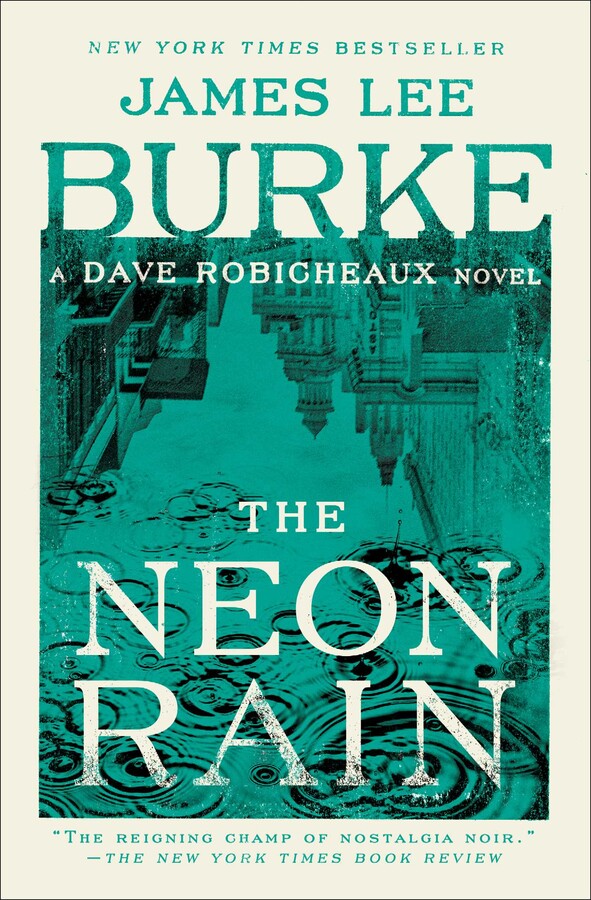 NEW YORK TIMES BESTSELLER
JAMES LEE
BURKE
A DAVE ROBICHEAUX NOVEL
THE
NEON
RAIN
"THE REIGNING CHAMP OF NOSTALGIA NOIR."
—THE NEW YORK TIMES BOOK REVIEW